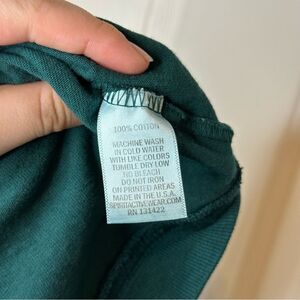 100% COTTON
MACHINE WASH
IN COLD WATER
WITH LIKE COLORS
TUMBLE DRY LOW
NO BLEACH
DO NOT IRON
ON PRINTED AREAS
MADE IN THE U.S.A.
SPIRITACTIVEWEAR.COM
RN 131422